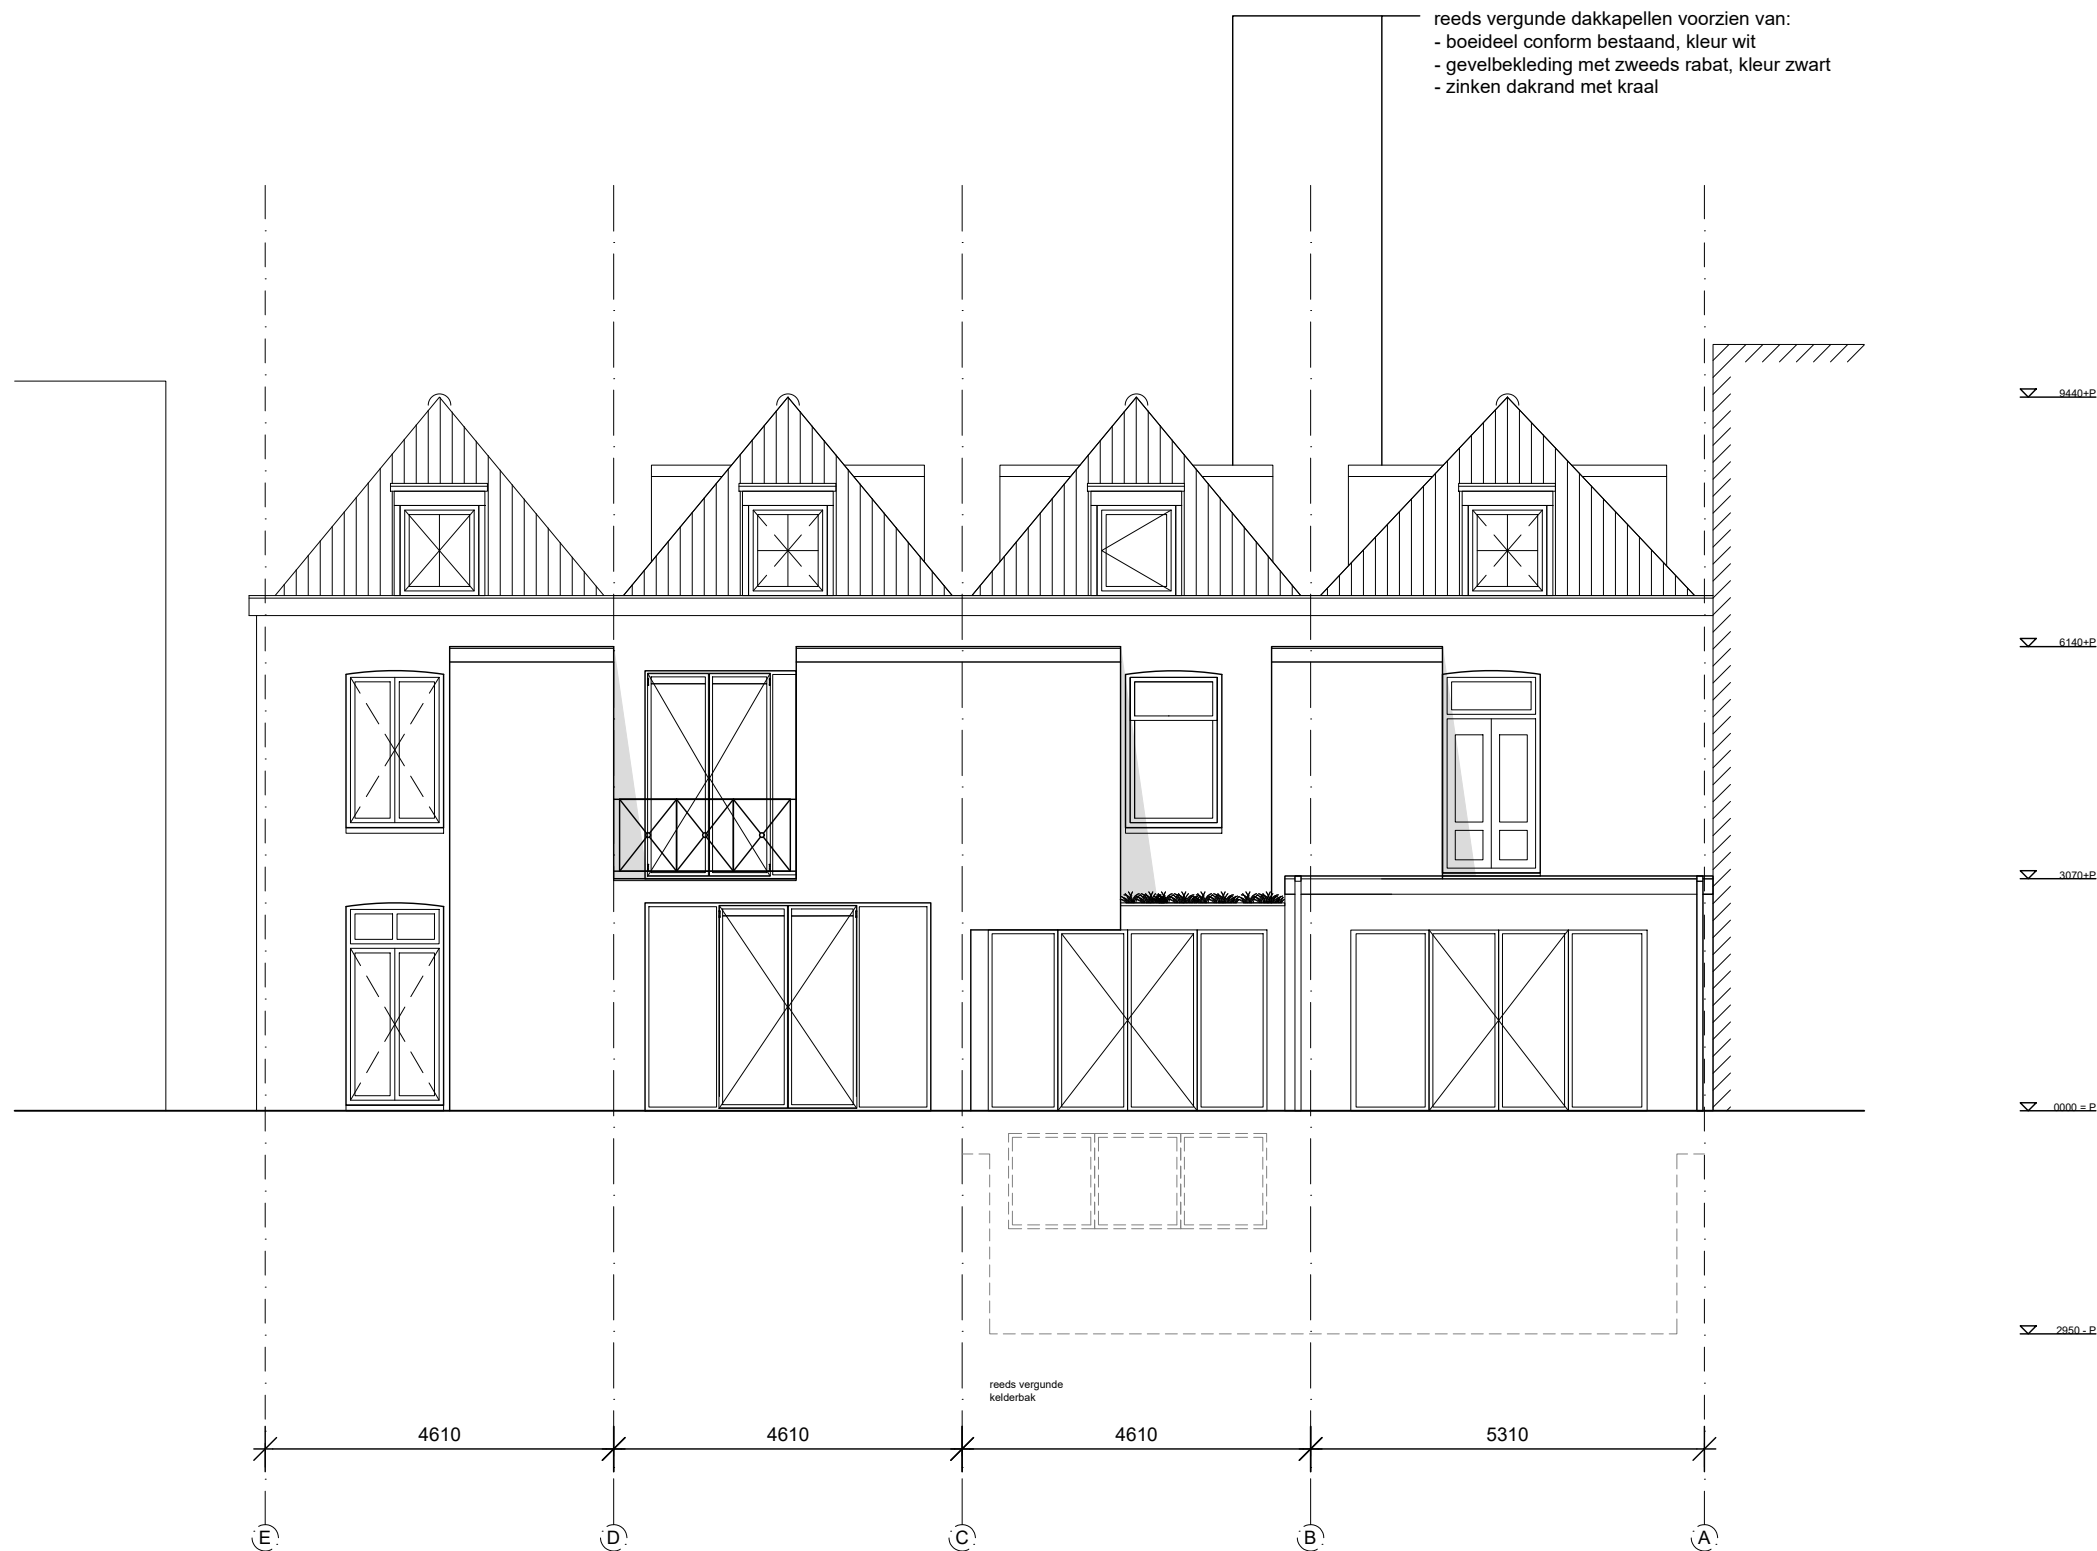 reeds vergunde dakkapellen voorzien van:
- boeideel conform bestaand, kleur wit
- gevelbekleding met zweeds rabat, kleur zwart
- zinken dakrand met kraal
9440+P
6140+P
3070+P
0000 = P
2950 - P
reeds vergunde
kelderbak
4610 4610 4610 5310
E D C B A